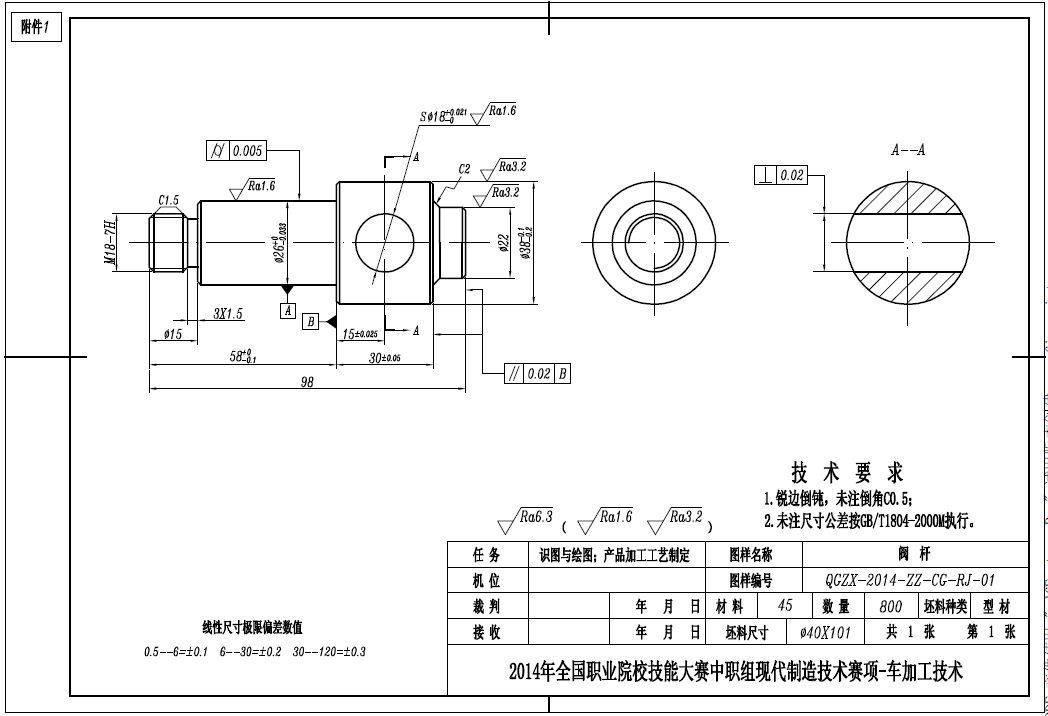 附件1
Sφ18+0.021 -0 Ra1.6
0.005
A
C2 Ra3.2
A--A
0.02
Ra1.6
Ra3.2
C1.5
M18-7H
φ26+0 -0.033
φ22
φ38-0.1 -0.2
A
3X1.5
B
φ15
15±0.025
A
58+0 -0.1
30±0.05
0.02 B
98
技 术 要 求
1.锐边倒钝，未注倒角C0.5；
2.未注尺寸公差按GB/T1804-2000M执行。
Ra6.3 ( Ra1.6 Ra3.2 )
任 务 识图与绘图；产品加工工艺制定 图样名称 阀 杆
机 位 图样编号 QGZX-2014-ZZ-CG-RJ-01
裁 判 年 月 日 材 料 45 数 量 800 坯料种类 型 材
接 收 年 月 日 坯料尺寸 φ40X101 共 1 张 第 1 张
线性尺寸极限偏差数值
0.5--6=±0.1 6--30=±0.2 30--120=±0.3
2014年全国职业院校技能大赛中职组现代制造技术赛项-车加工技术